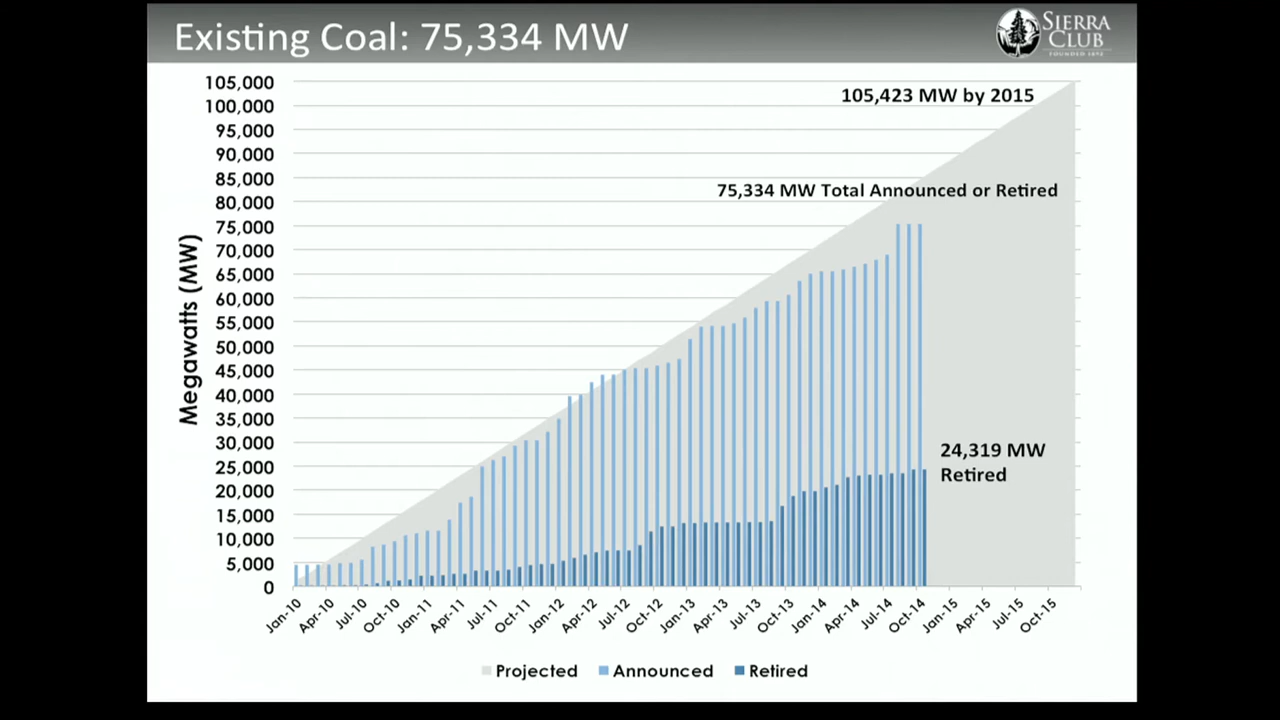 Existing Coal: 75,334 MW
SIERRA
CLUB
FOUNDED 1892
105,423 MW by 2015
75,334 MW Total Announced or Retired
24,319 MW
Retired
Megawatts (MW)
105,000
100,000
95,000
90,000
85,000
80,000
75,000
70,000
65,000
60,000
55,000
50,000
45,000
40,000
35,000
30,000
25,000
20,000
15,000
10,000
5,000
0
Jan-10
Apr-10
Jul-10
Oct-10
Jan-11
Apr-11
Jul-11
Oct-11
Jan-12
Apr-12
Jul-12
Oct-12
Jan-13
Apr-13
Jul-13
Oct-13
Jan-14
Apr-14
Jul-14
Oct-14
Jan-15
Apr-15
Jul-15
Oct-15
Projected Announced Retired